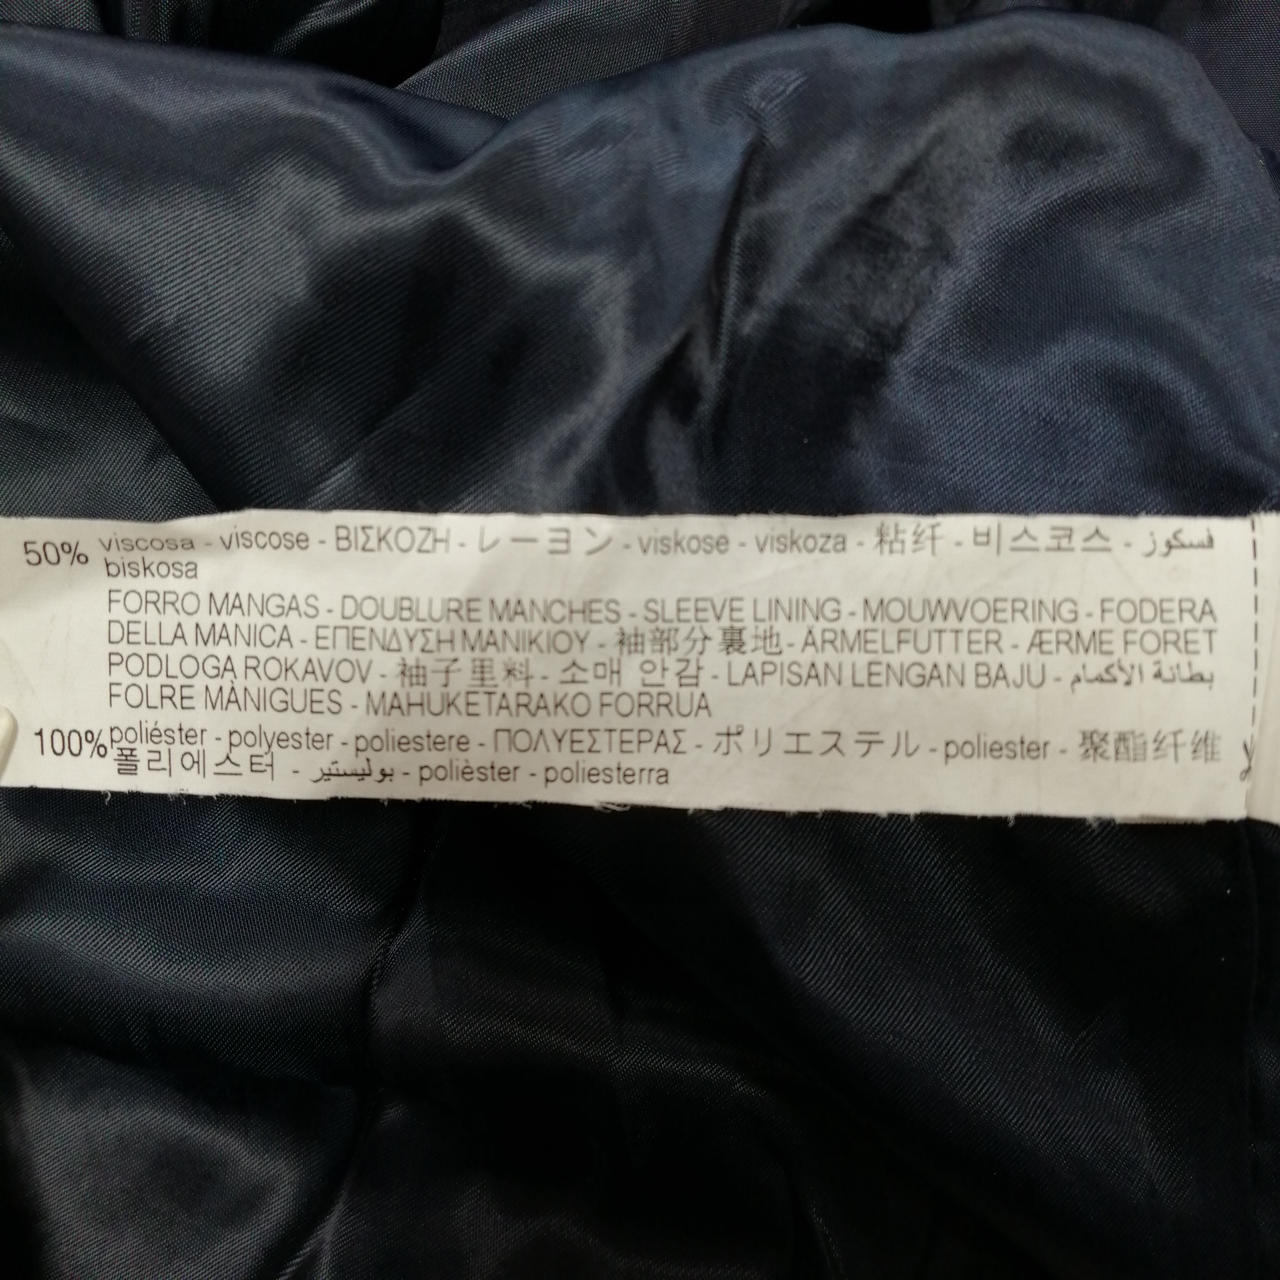 50% viscosa - viscose - ΒΙΣΚΟΖΗ - レーヨン - viskose - viskoza - 粘纤 - 비스코스 - فسكوز
biskosa
FORRO MANGAS - DOUBLURE MANCHES - SLEEVE LINING - MOUWVOERING - FODERA
DELLA MANICA - ΕΠΕΝΔΥΣΗ ΜΑΝΙΚΙΟΥ - 袖部分裏地 - ÄRMELFUTTER - ÆRME FORET
PODLOGA ROKAVOV - 袖子里料 - 소매 안감 - LAPISAN LENGAN BAJU - بطانة الأكمام
FOLRE MÀNIGUES - MAHUKETARAKO FORRUA
100% poliéster - polyester - poliestere - ΠΟΛΥΕΣΤΕΡΑΣ - ポリエステル - poliester - 聚酯纤维
폴리에스터 - بوليستير - polièster - poliesterra